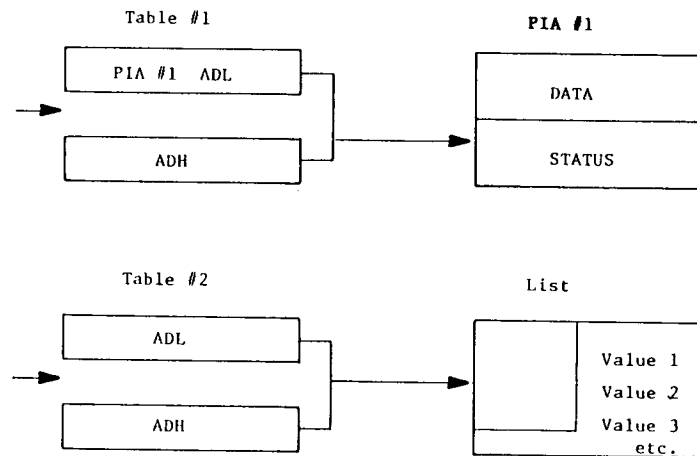 Table #1
PIA #1
PIA #1 ADL
DATA
ADH
STATUS
Table #2
List
ADL
Value 1
Value 2
ADH
Value 3
etc.